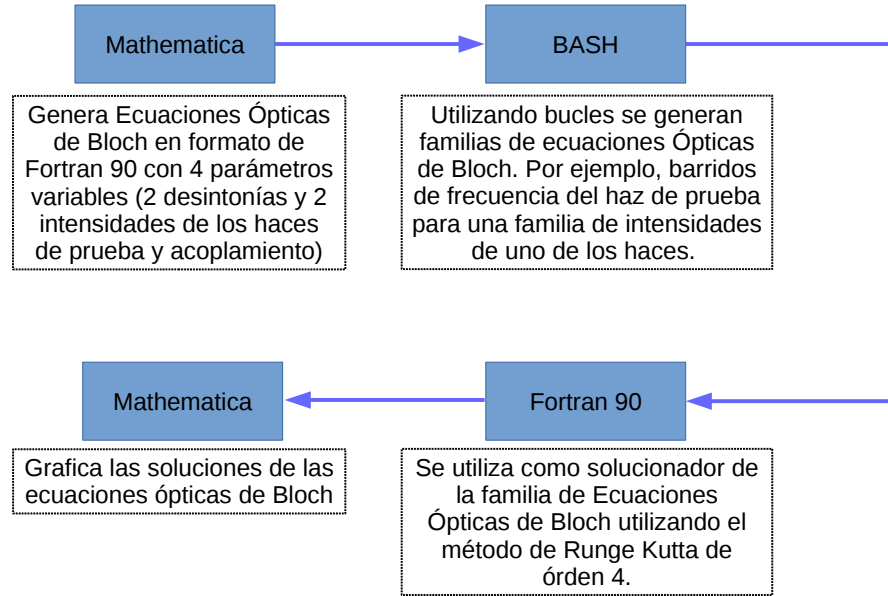 Mathematica
Genera Ecuaciones Ópticas
de Bloch en formato de
Fortran 90 con 4 parámetros
variables (2 desintonías y 2
intensidades de los haces
de prueba y acoplamiento)
BASH
Utilizando bucles se generan
familias de ecuaciones Ópticas
de Bloch. Por ejemplo, barridos
de frecuencia del haz de prueba
para una familia de intensidades
de uno de los haces.
Fortran 90
Se utiliza como solucionador de
la familia de Ecuaciones
Ópticas de Bloch utilizando el
método de Runge Kutta de
órden 4.
Mathematica
Grafica las soluciones de las
ecuaciones ópticas de Bloch